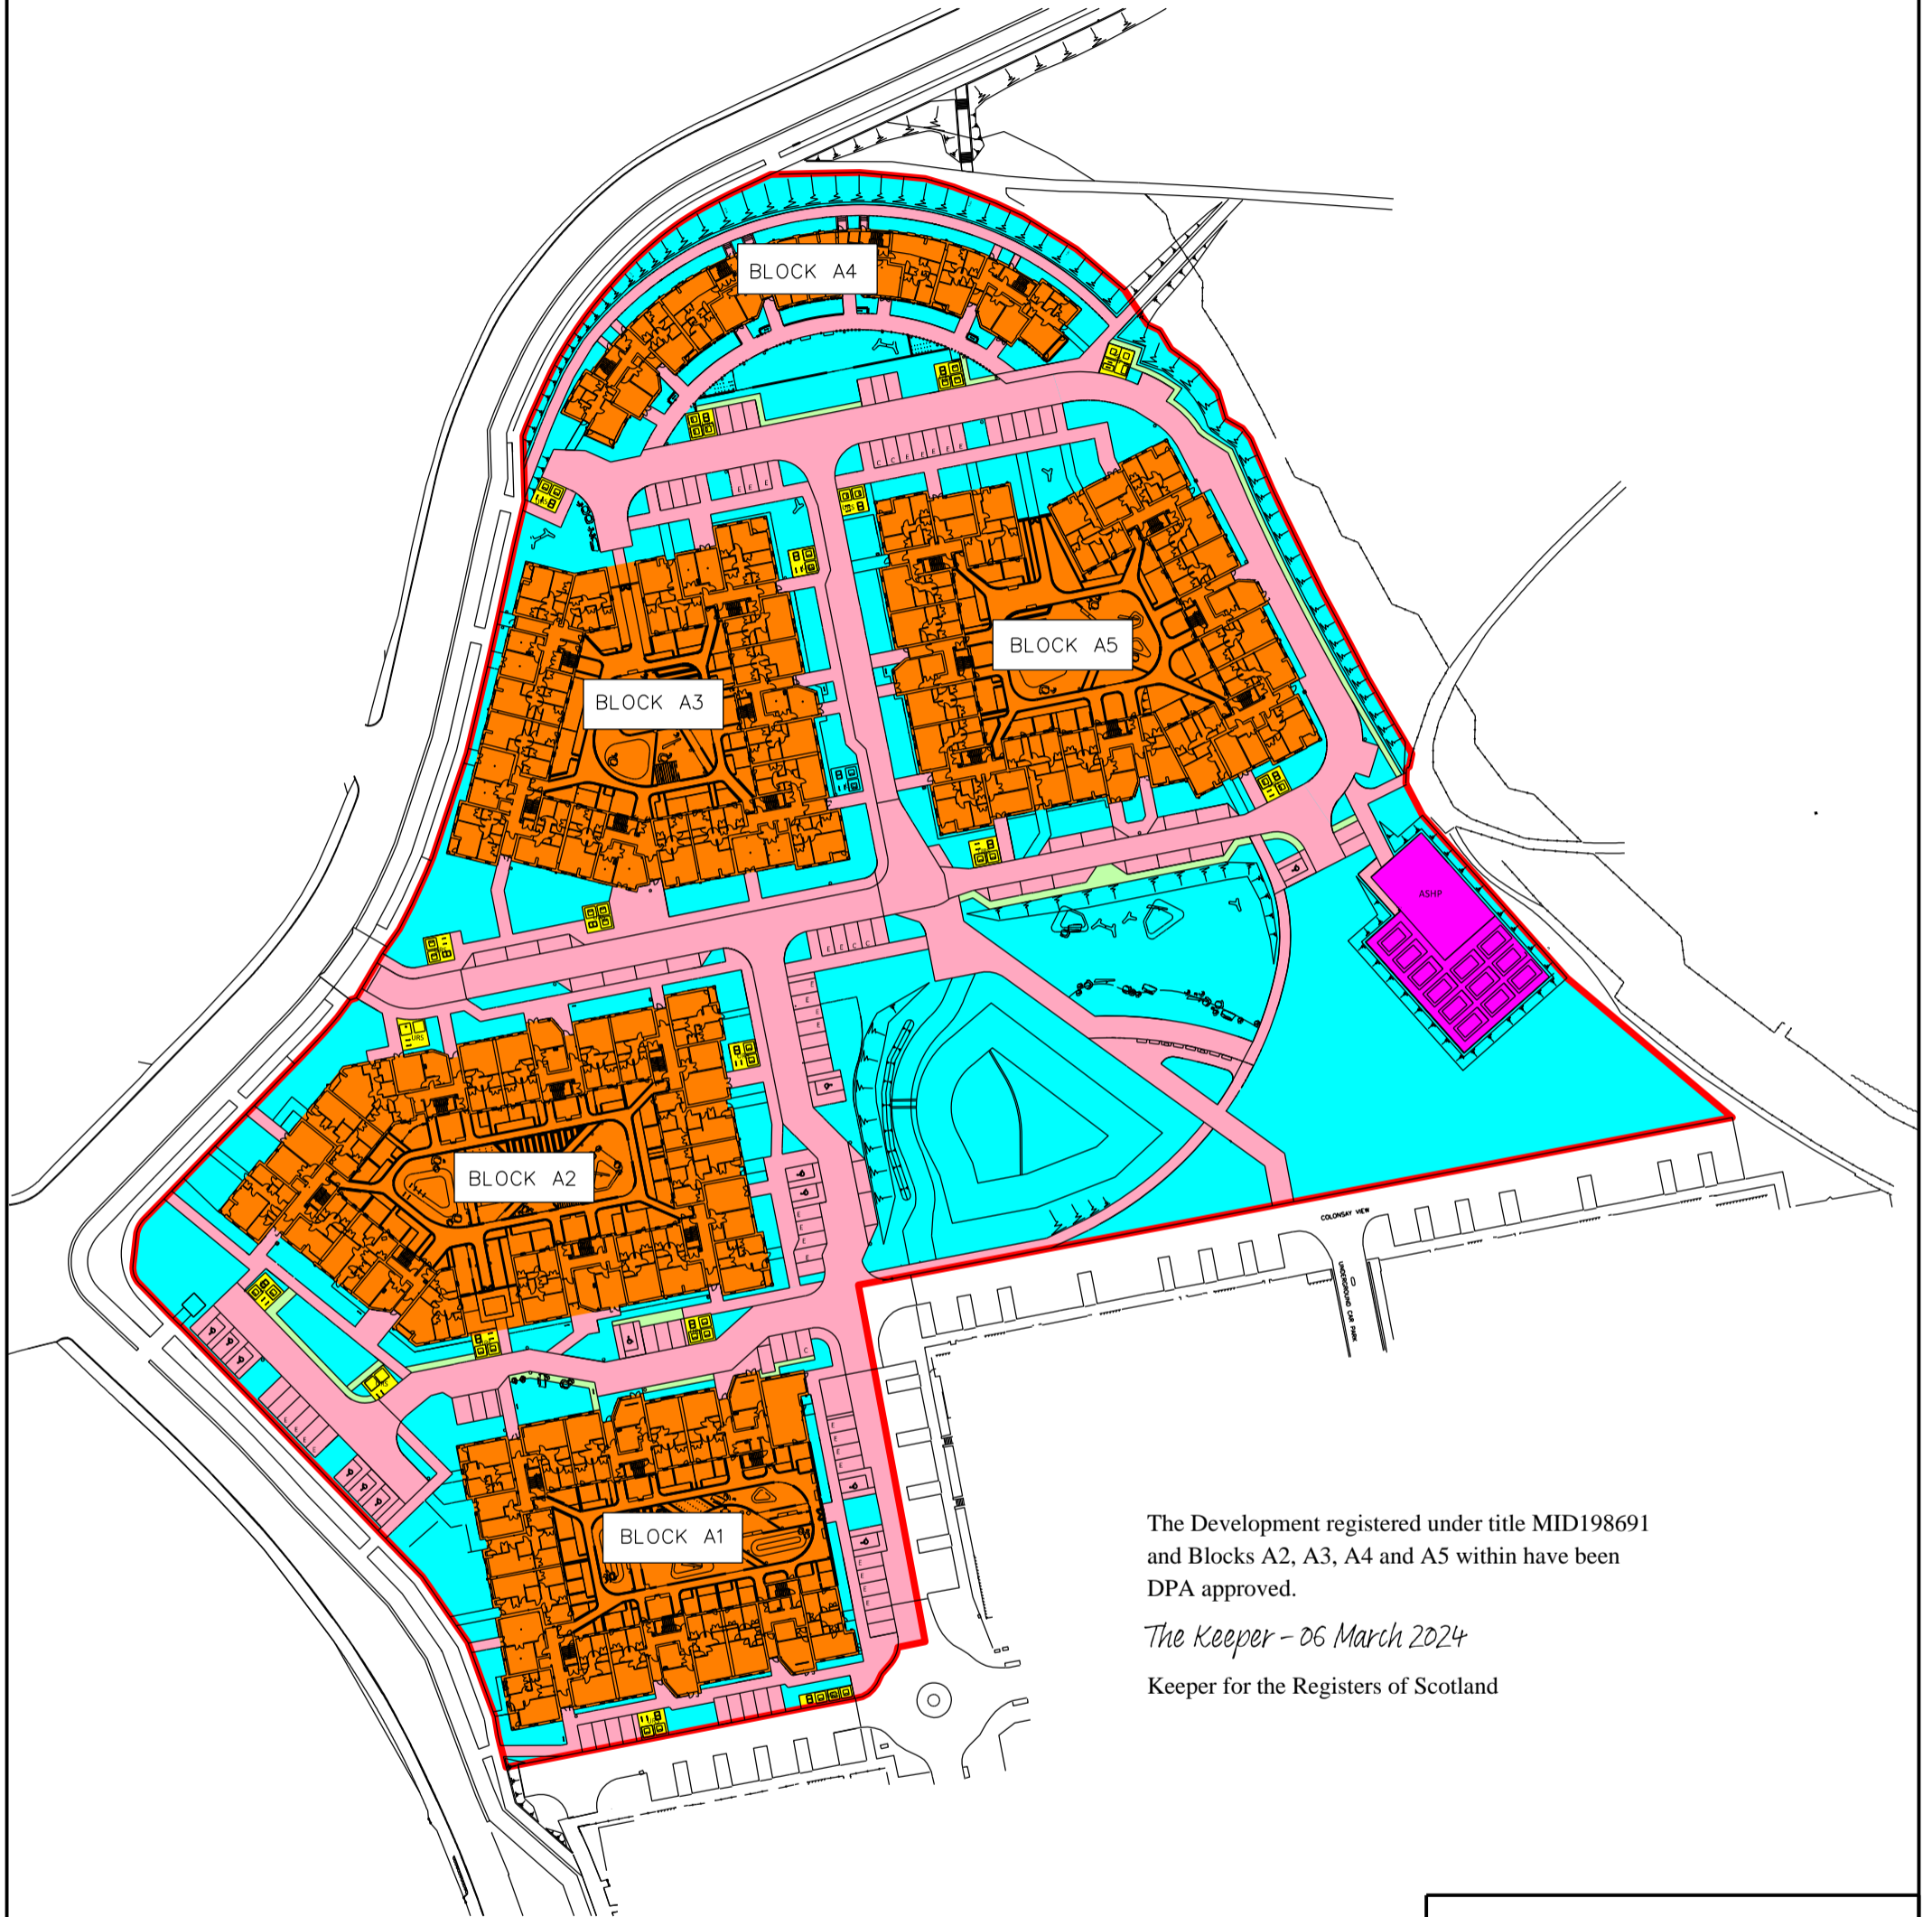 BLOCK A4
BLOCK A5
BLOCK A3
ASHP
BLOCK A2
COLONSAY VIEW
UNDERGROUND CAR PARK
BLOCK A1
The Development registered under title MID198691
and Blocks A2, A3, A4 and A5 within have been
DPA approved.
The Keeper - 06 March 2024
Keeper for the Registers of Scotland